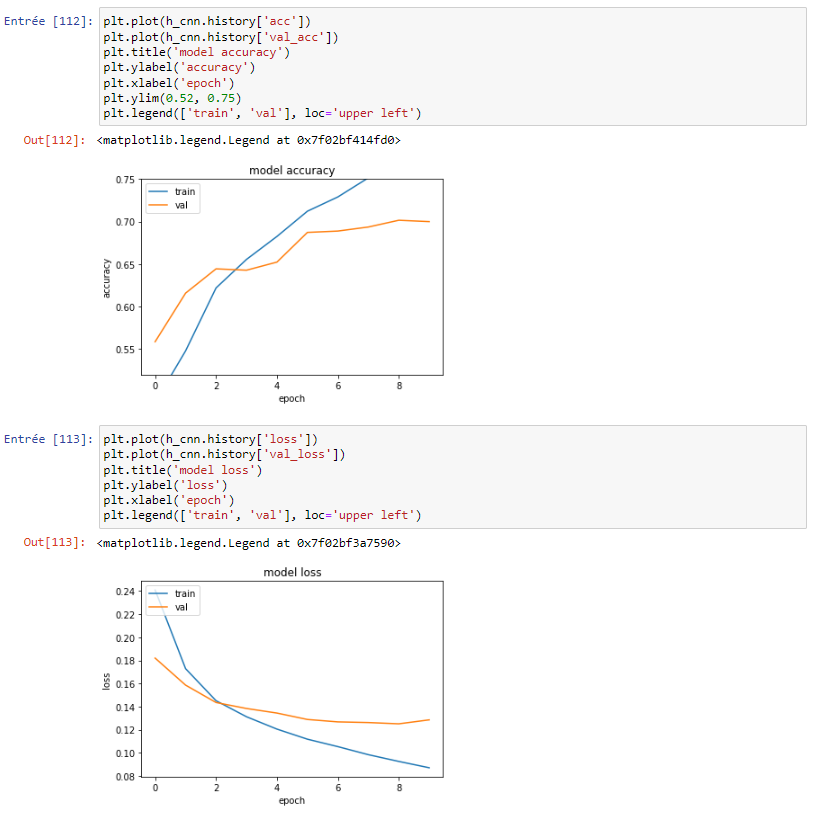 Entrée [112]: plt.plot(h_cnn.history['acc'])
plt.plot(h_cnn.history['val_acc'])
plt.title('model accuracy')
plt.ylabel('accuracy')
plt.xlabel('epoch')
plt.ylim(0.52, 0.75)
plt.legend(['train', 'val'], loc='upper left')
Out[112]: <matplotlib.legend.Legend at 0x7f02bf414fd0>
model accuracy
train
val
0.75
0.70
0.65
0.60
0.55
accuracy
0 2 4 6 8
epoch
Entrée [113]: plt.plot(h_cnn.history['loss'])
plt.plot(h_cnn.history['val_loss'])
plt.title('model loss')
plt.ylabel('loss')
plt.xlabel('epoch')
plt.legend(['train', 'val'], loc='upper left')
Out[113]: <matplotlib.legend.Legend at 0x7f02bf3a7590>
model loss
train
val
0.24
0.22
0.20
0.18
0.16
0.14
0.12
0.10
0.08
loss
0 2 4 6 8
epoch